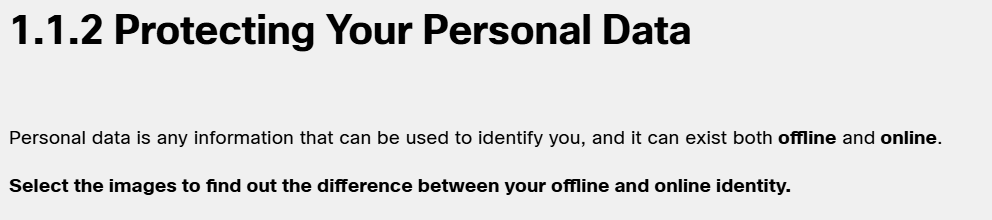 1.1.2 Protecting Your Personal Data
Personal data is any information that can be used to identify you, and it can exist both offline and online.
Select the images to find out the difference between your offline and online identity.